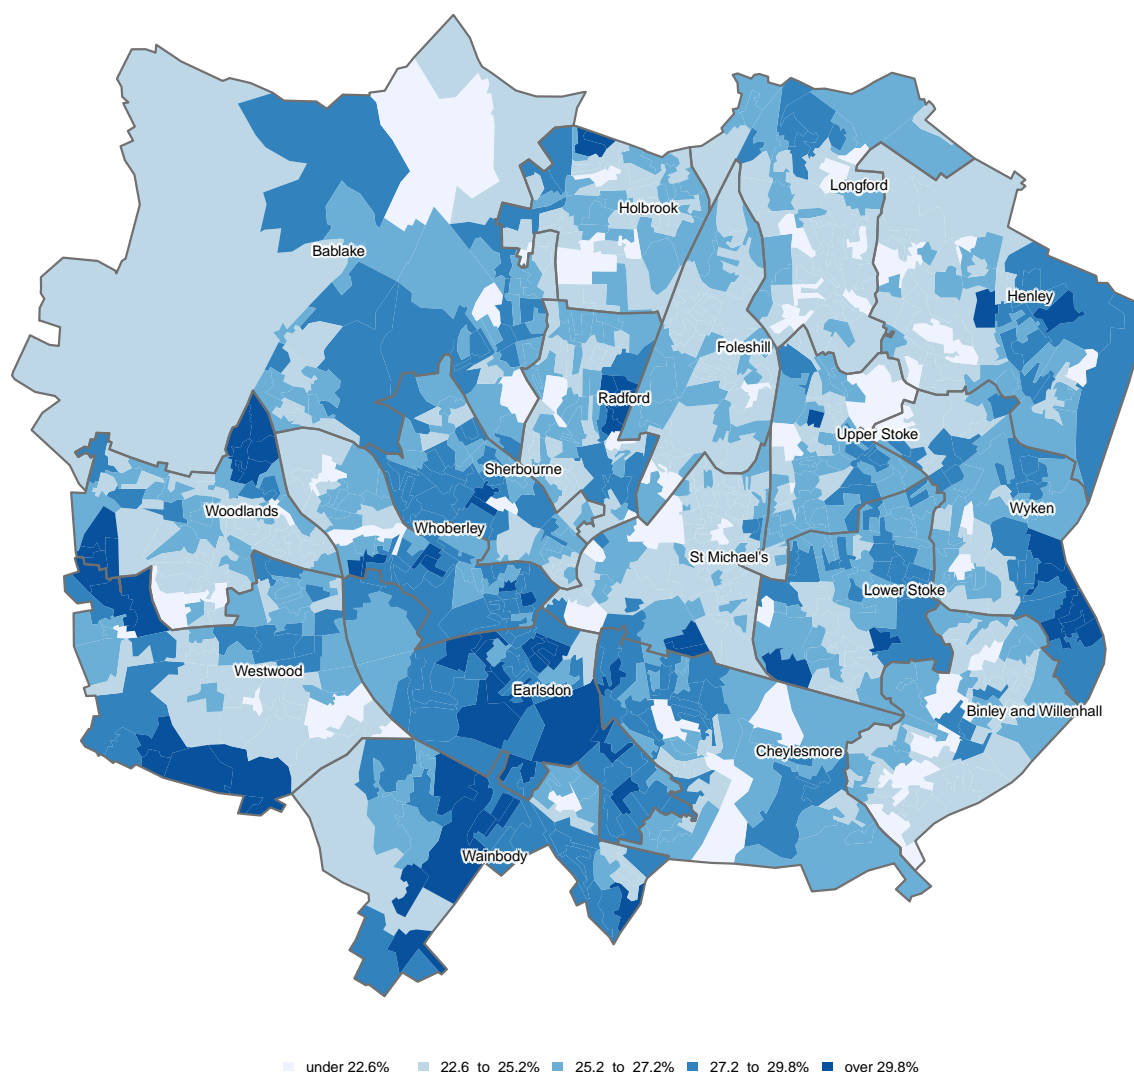 Longford
Holbrook
Bablake
Henley
Foleshill
Radford
Upper Stoke
Sherbourne
Woodlands
Wyken
Whoberley
St Michael's
Lower Stoke
Westwood
Earlsdon
Binley and Willenhall
Cheylesmore
Wainbody
under 22.6% 22.6 to 25.2% 25.2 to 27.2% 27.2 to 29.8% over 29.8%